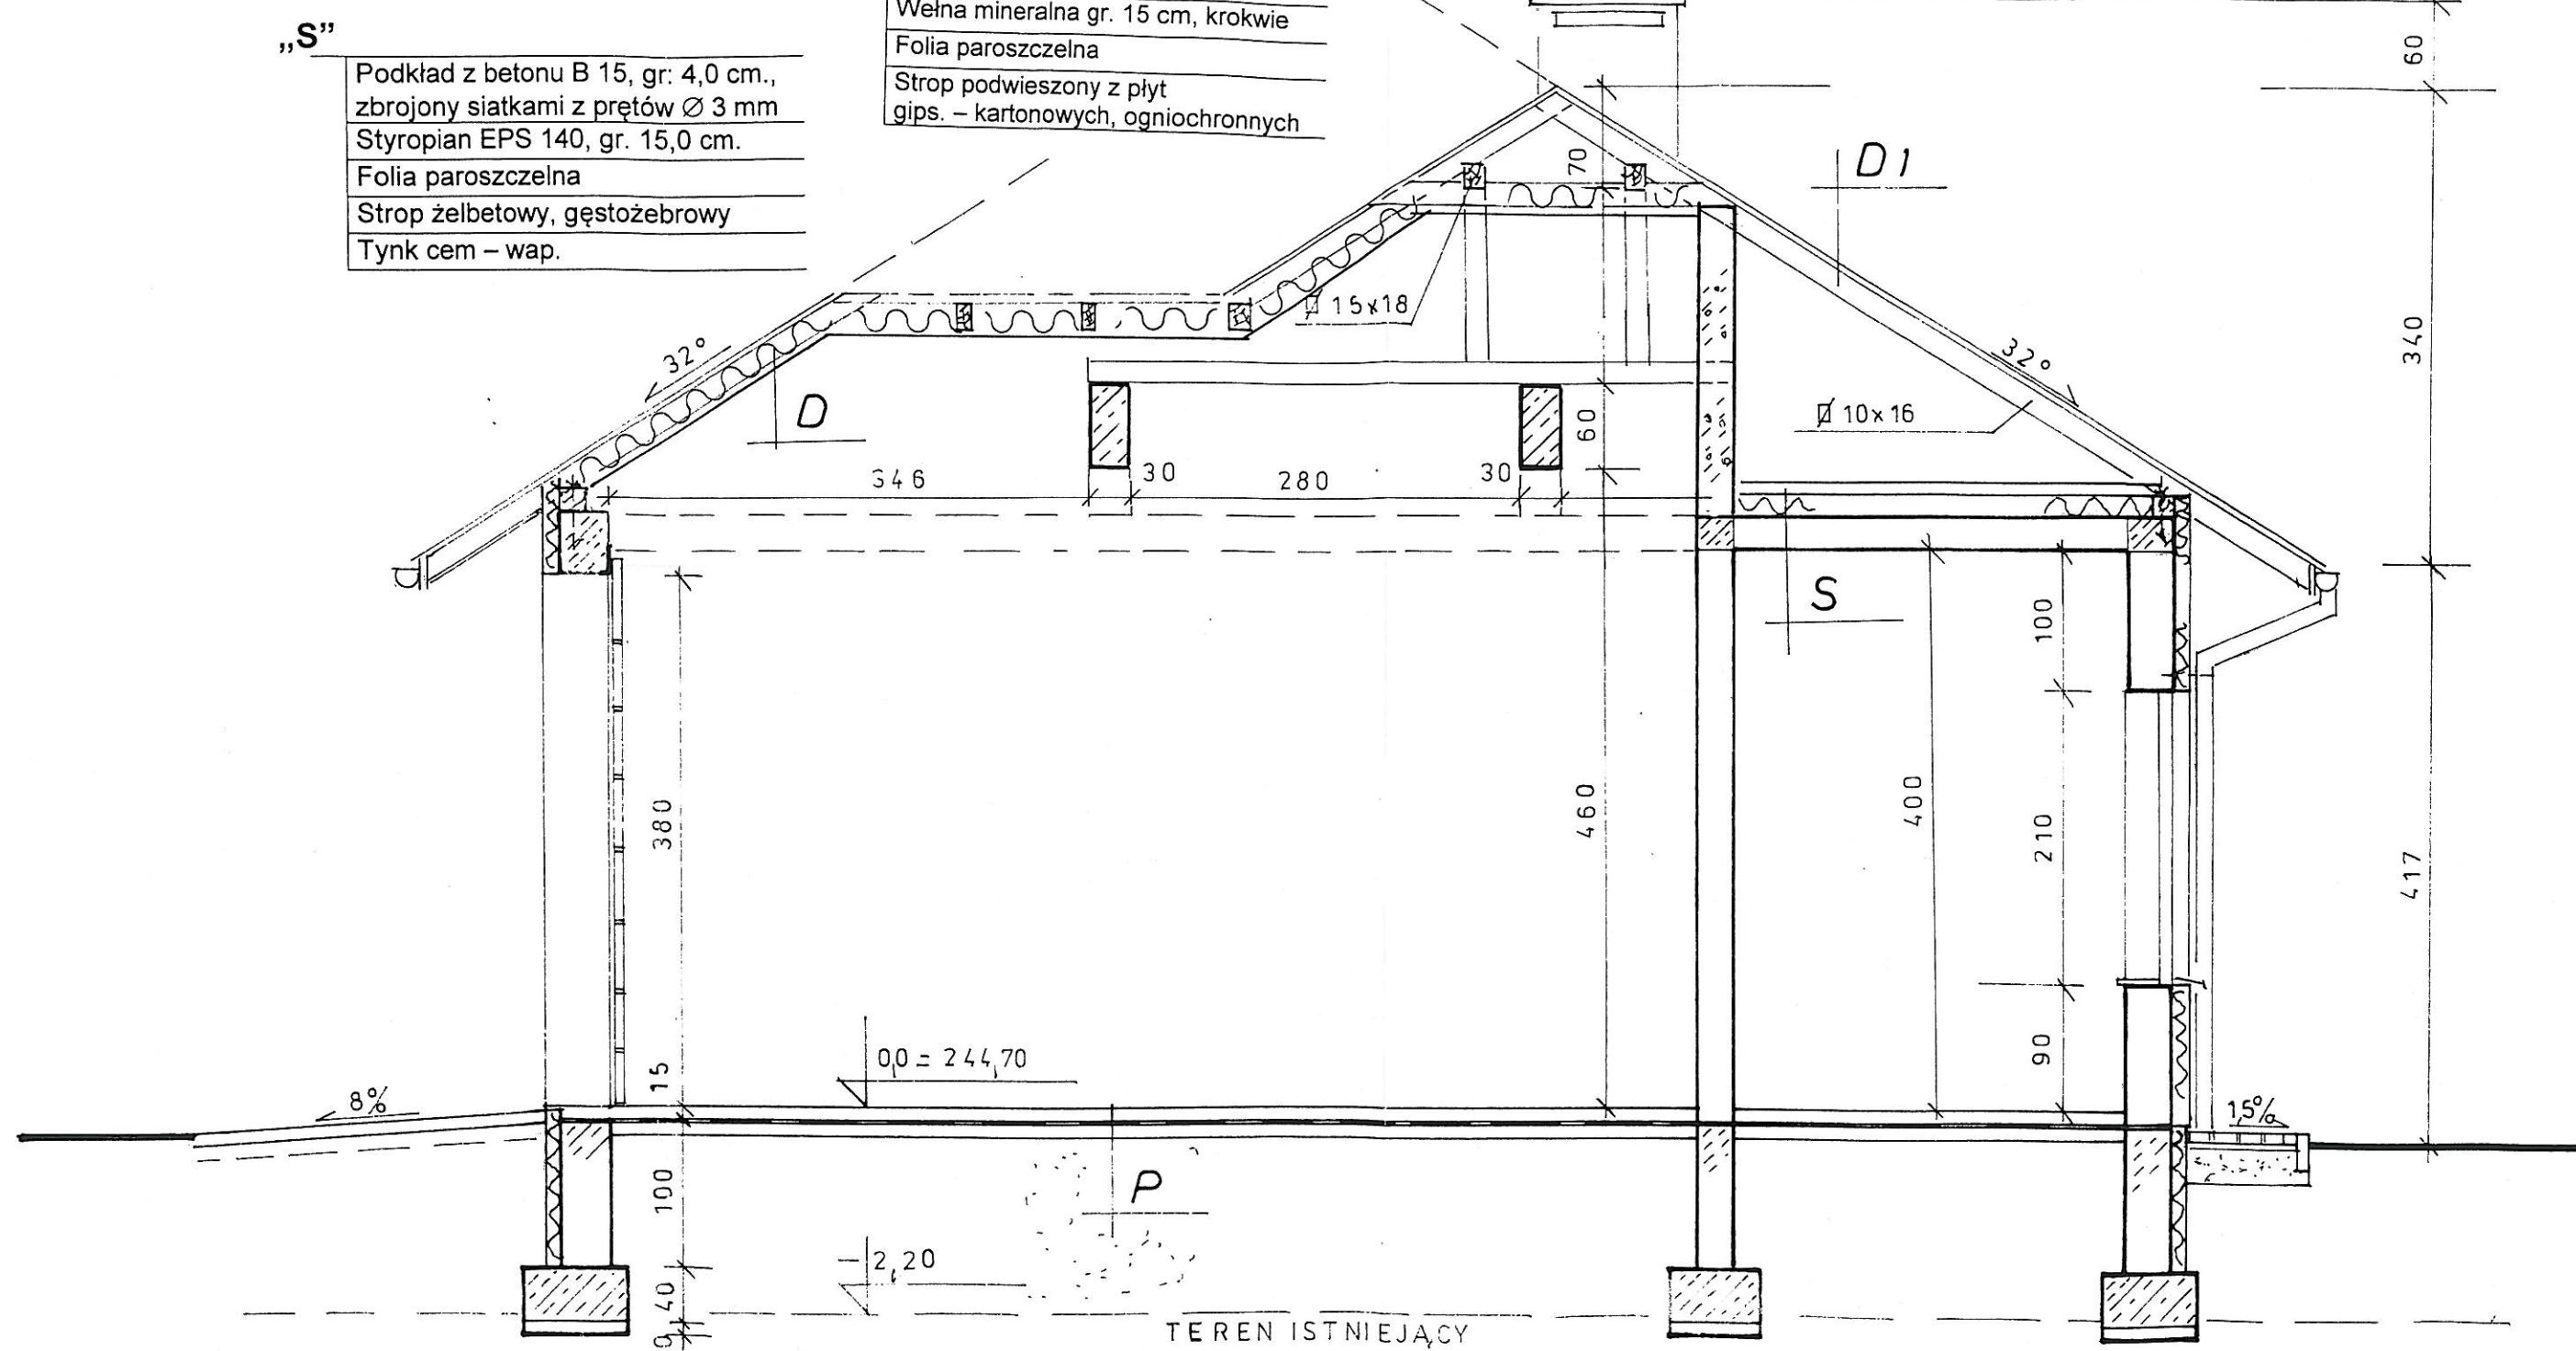 „S”
Podkład z betonu B 15, gr: 4,0 cm.,
zbrojony siatkami z prętów Ø 3 mm
Styropian EPS 140, gr. 15,0 cm.
Folia paroszczelna
Strop żelbetowy, gęstożebrowy
Tynk cem – wap.
Wełna mineralna gr. 15 cm, krokwie
Folia paroszczelna
Strop podwieszony z płyt
gips. – kartonowych, ogniochronnych
60
70
D1
15x18
32°
32°
340
D
10x16
60
346
30
280
30
S
100
380
460
400
210
417
90
0,0 = 244,70
15
8%
1,5%
100
P
– 2,20
40
TEREN ISTNIEJĄCY